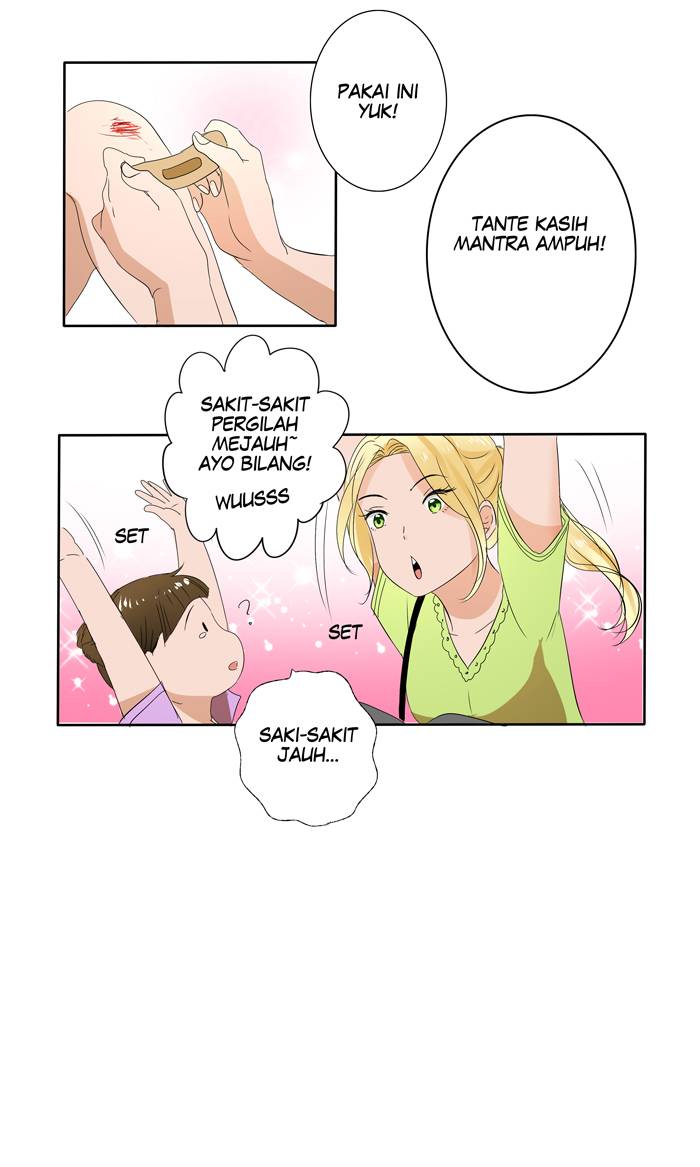 PAKAI INI
YUK!
TANTE KASIH
MANTRA AMPUH!
SAKIT-SAKIT
PERGILAH
MEJAUH~
AYO BILANG!
WUUSSS
SET
?
SET
SAKI-SAKIT
JAUH...